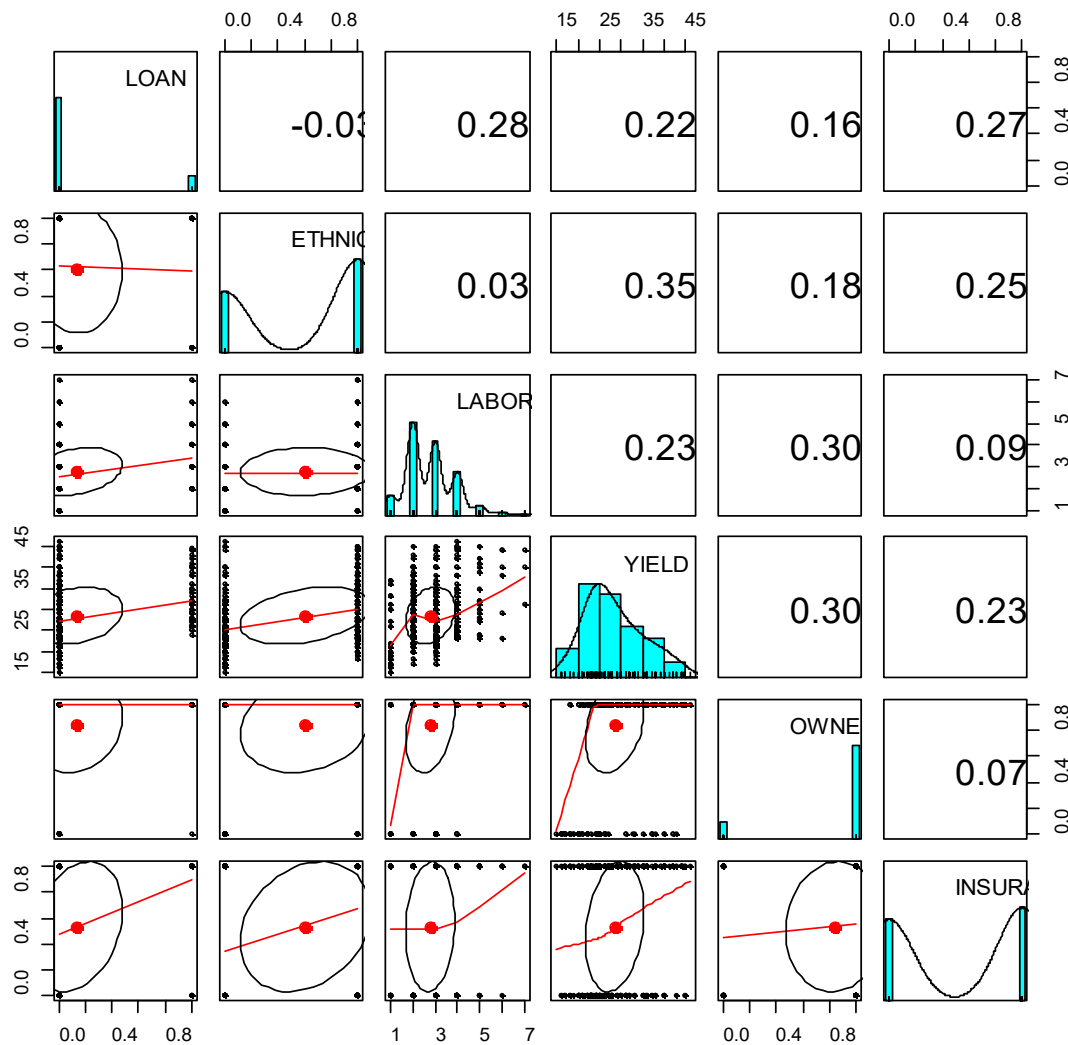 0.0 0.4 0.8 15 25 35 45 0.0 0.4 0.8
LOAN -0.03 0.28 0.22 0.16 0.27 0.0 0.4 0.8
0.0 0.4 0.8 ETHNIC 0.03 0.35 0.18 0.25
LABOR 0.23 0.30 0.09 1 3 5 7
15 25 35 45 YIELD 0.30 0.23
OWNE 0.07 0.0 0.4 0.8
0.0 0.4 0.8 INSURA
0.0 0.4 0.8 1 3 5 7 0.0 0.4 0.8